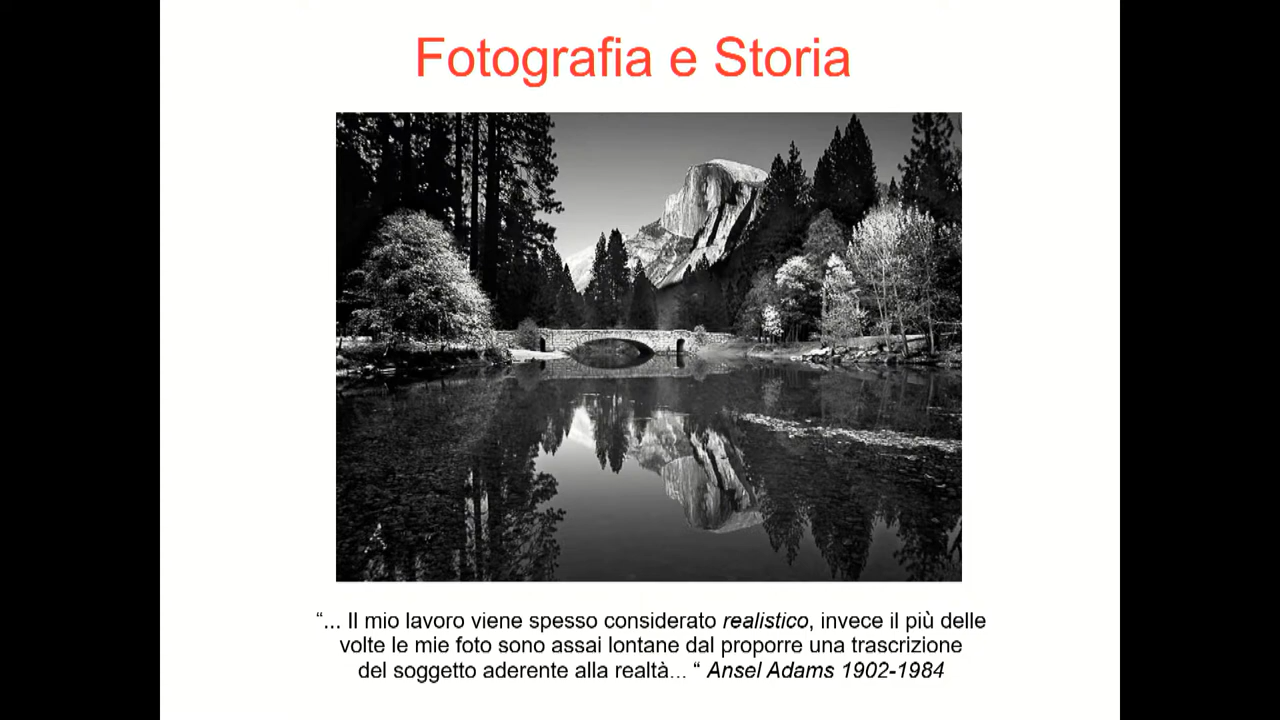 Fotografia e Storia
“... Il mio lavoro viene spesso considerato realistico, invece il più delle
volte le mie foto sono assai lontane dal proporre una trascrizione
del soggetto aderente alla realtà... “ Ansel Adams 1902-1984